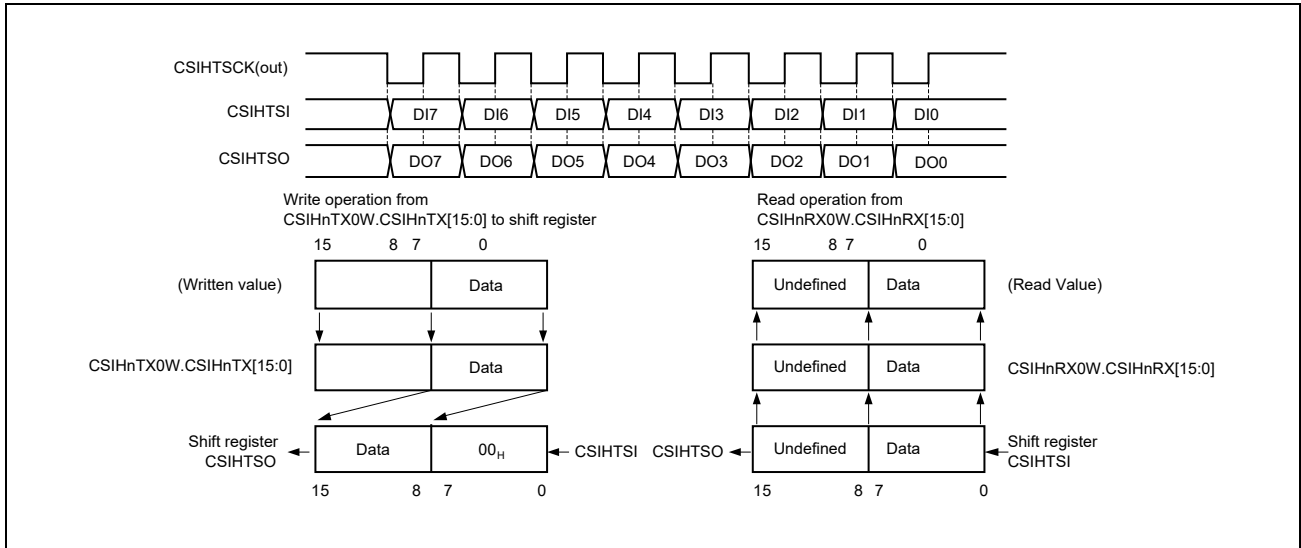 CSIHTSCK(out)
CSIHTSI DI7 DI6 DI5 DI4 DI3 DI2 DI1 DI0
CSIHTSO DO7 DO6 DO5 DO4 DO3 DO2 DO1 DO0
Write operation from
CSIHnTX0W.CSIHnTX[15:0] to shift register
15 8 7 0
(Written value) Data
CSIHnTX0W.CSIHnTX[15:0] Data
Shift register
CSIHTSO
Data 00H CSIHTSI
15 8 7 0
Read operation from
CSIHnRX0W.CSIHnRX[15:0]
15 8 7 0
Undefined Data (Read Value)
Undefined Data CSIHnRX0W.CSIHnRX[15:0]
CSIHTSO Undefined Data
Shift register
CSIHTSI
15 8 7 0